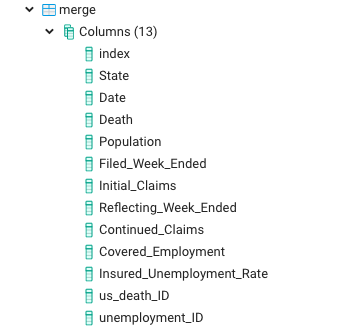 merge
Columns (13)
index
State
Date
Death
Population
Filed_Week_Ended
Initial_Claims
Reflecting_Week_Ended
Continued_Claims
Covered_Employment
Insured_Unemployment_Rate
us_death_ID
unemployment_ID